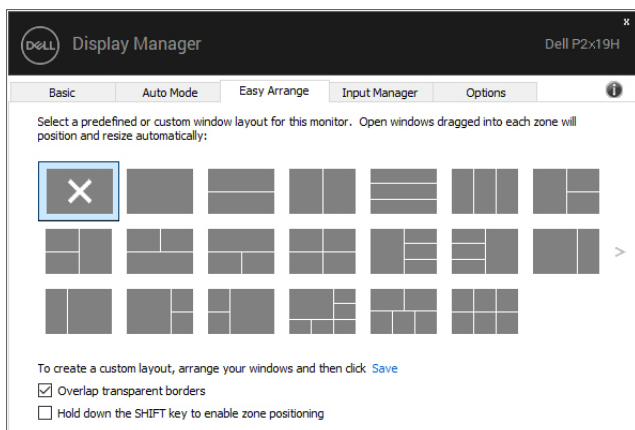 x
DELL Display Manager Dell P2x19H
Basic Auto Mode Easy Arrange Input Manager Options
Select a predefined or custom window layout for this monitor. Open windows dragged into each zone will
position and resize automatically:
>
To create a custom layout, arrange your windows and then click Save
Overlap transparent borders
Hold down the SHIFT key to enable zone positioning